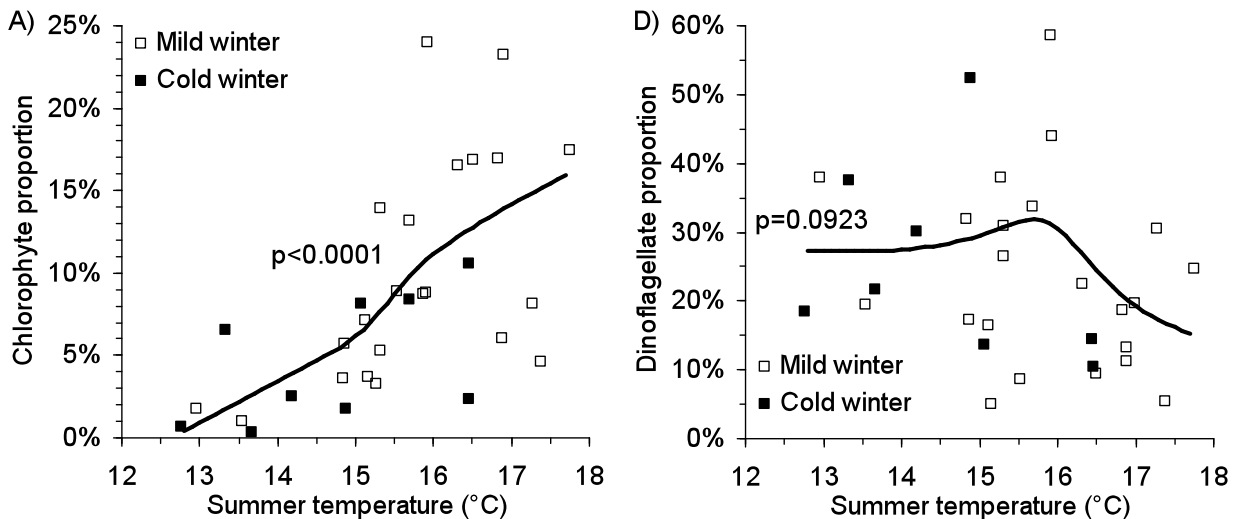 A)
25%
20%
15%
10%
5%
0%
Chlorophyte proportion
Mild winter
Cold winter
p<0.0001
12 13 14 15 16 17 18
Summer temperature (°C)
D)
60%
50%
40%
30%
20%
10%
0%
Dinoflagellate proportion
p=0.0923
Mild winter
Cold winter
12 13 14 15 16 17 18
Summer temperature (°C)